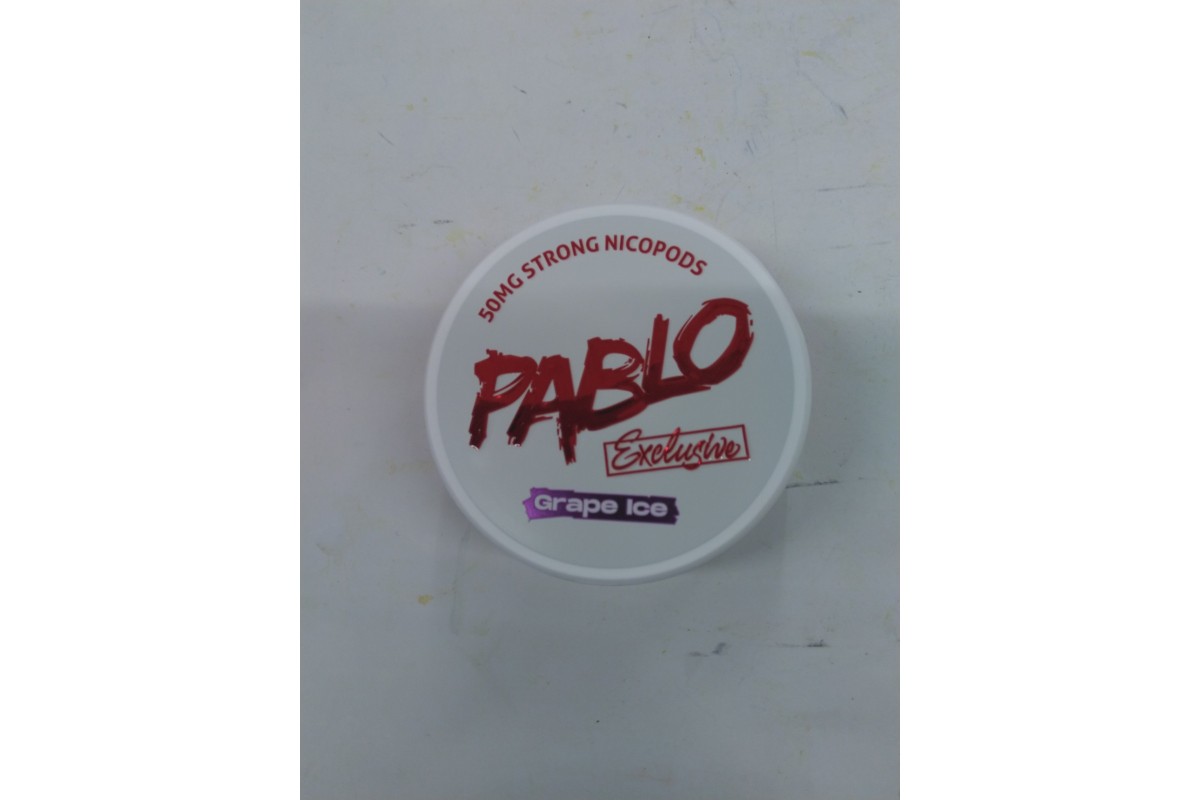 50MG STRONG NICOPODS
PABLO
Exclusive
Grape Ice